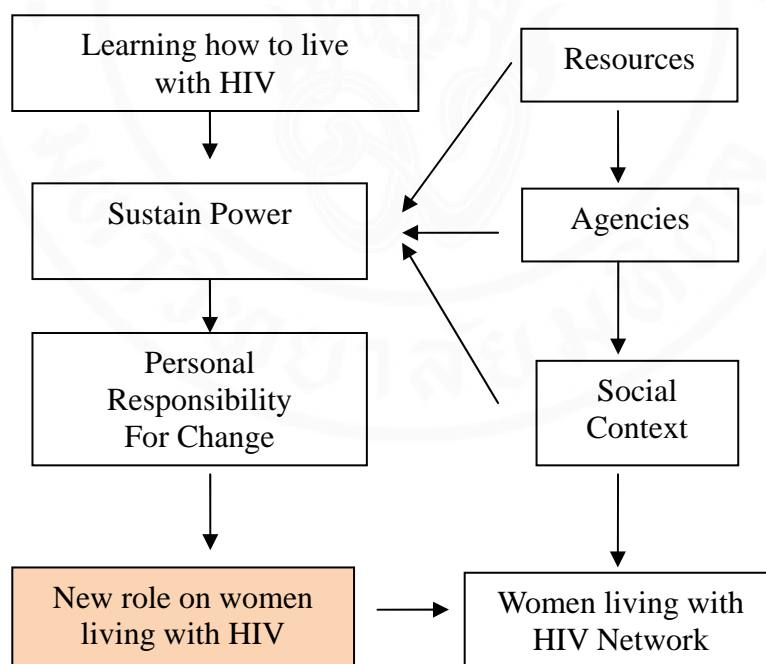 Learning how to live
with HIV
Resources
Sustain Power
Agencies
Personal
Responsibility
For Change
Social
Context
New role on women
living with HIV
Women living with
HIV Network